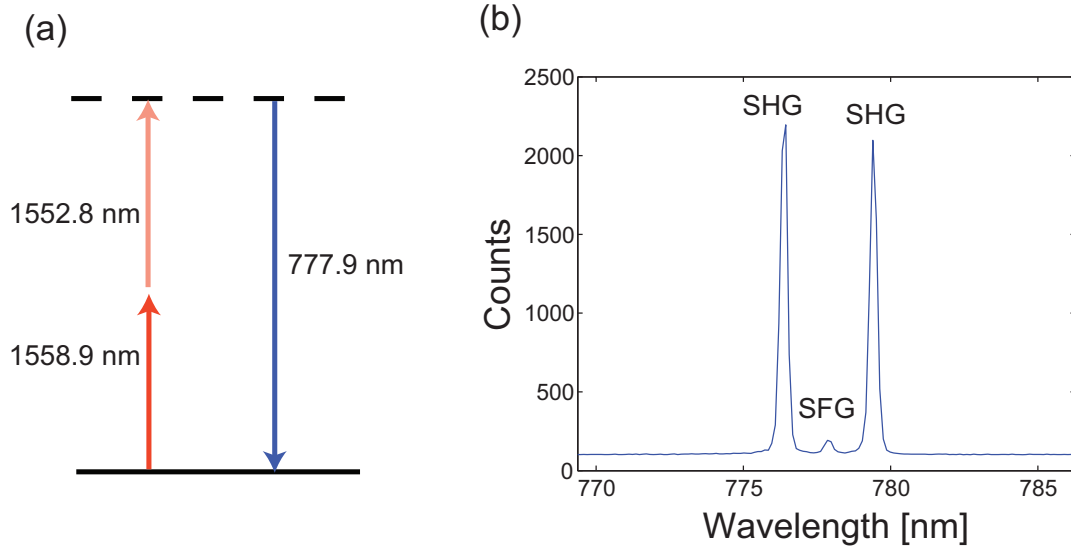 (a)
1552.8 nm
777.9 nm
1558.9 nm
(b)
2500
2000
1500
1000
500
0
Counts
SHG
SHG
SFG
770
775
780
785
Wavelength [nm]